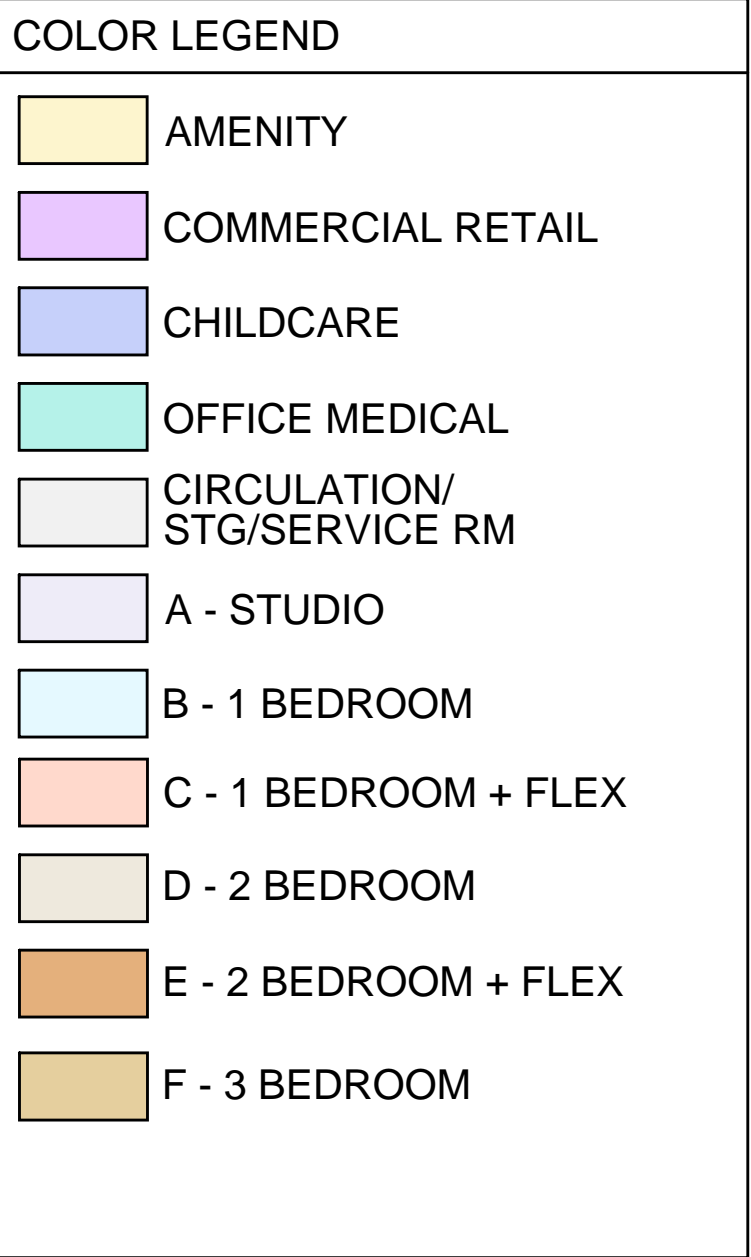 COLOR LEGEND
AMENITY
COMMERCIAL RETAIL
CHILDCARE
OFFICE MEDICAL
CIRCULATION/
STG/SERVICE RM
A - STUDIO
B - 1 BEDROOM
C - 1 BEDROOM + FLEX
D - 2 BEDROOM
E - 2 BEDROOM + FLEX
F - 3 BEDROOM